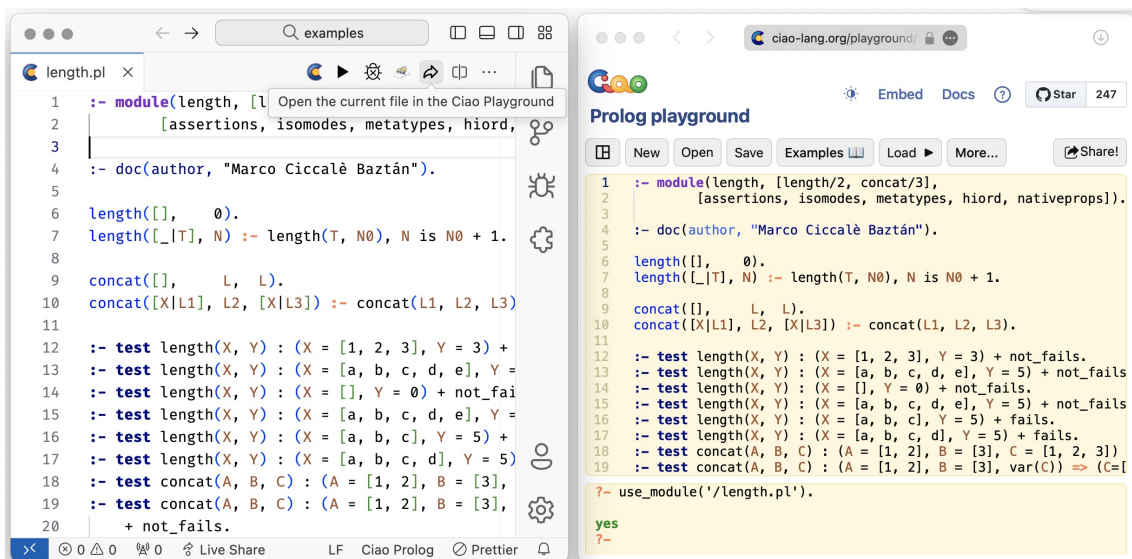 examples
length.pl
Open the current file in the Ciao Playground
1 :- module(length, [l
2 [assertions, isomodes, metatypes, hiord,
3
4 :- doc(author, "Marco Ciccalè Baztán").
5
6 length([], 0).
7 length([_|T], N) :- length(T, N0), N is N0 + 1.
8
9 concat([], L, L).
10 concat([X|L1], L2, [X|L3]) :- concat(L1, L2, L3)
11
12 :- test length(X, Y) : (X = [1, 2, 3], Y = 3) +
13 :- test length(X, Y) : (X = [a, b, c, d, e], Y =
14 :- test length(X, Y) : (X = [], Y = 0) + not_fai
15 :- test length(X, Y) : (X = [a, b, c, d, e], Y =
16 :- test length(X, Y) : (X = [a, b, c], Y = 5) +
17 :- test length(X, Y) : (X = [a, b, c, d], Y = 5)
18 :- test concat(A, B, C) : (A = [1, 2], B = [3],
19 :- test concat(A, B, C) : (A = [1, 2], B = [3],
20 + not_fails.
0 0 0 Live Share LF Ciao Prolog Prettier
ciao-lang.org/playground/
Ciao
Prolog playground
Embed Docs ? Star 247
New Open Save Examples Load More... Share!
1 :- module(length, [length/2, concat/3],
2 [assertions, isomodes, metatypes, hiord, nativeprops]).
3
4 :- doc(author, "Marco Ciccalè Baztán").
5
6 length([], 0).
7 length([_|T], N) :- length(T, N0), N is N0 + 1.
8
9 concat([], L, L).
10 concat([X|L1], L2, [X|L3]) :- concat(L1, L2, L3).
11
12 :- test length(X, Y) : (X = [1, 2, 3], Y = 3) + not_fails.
13 :- test length(X, Y) : (X = [a, b, c, d, e], Y = 5) + not_fails
14 :- test length(X, Y) : (X = [], Y = 0) + not_fails.
15 :- test length(X, Y) : (X = [a, b, c, d, e], Y = 5) + not_fails
16 :- test length(X, Y) : (X = [a, b, c], Y = 5) + fails.
17 :- test length(X, Y) : (X = [a, b, c, d], Y = 5) + fails.
18 :- test concat(A, B, C) : (A = [1, 2], B = [3], C = [1, 2, 3])
19 :- test concat(A, B, C) : (A = [1, 2], B = [3], var(C)) => (C=[
?- use_module('/length.pl').
yes
?-